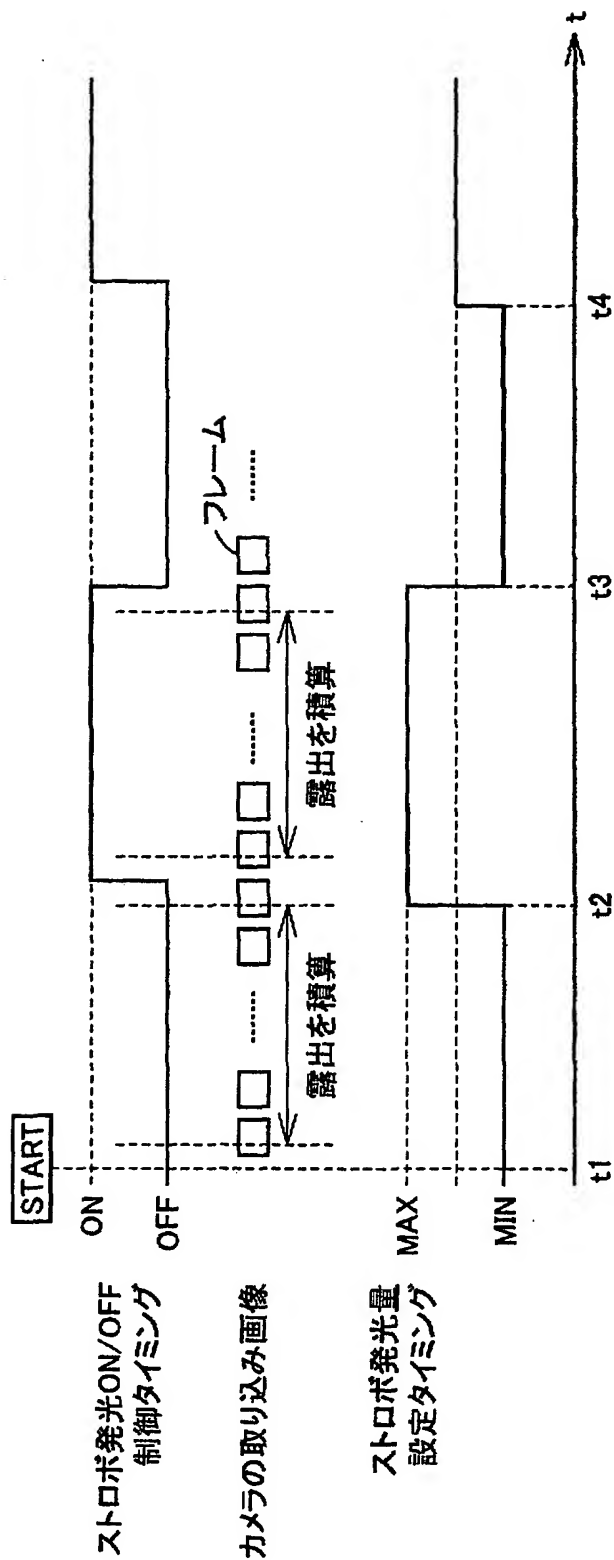 START
ストロボ発光ON/OFF
制御タイミング
ON
OFF
カメラの取り込み画像
フレーム
露出を積算
露出を積算
ストロボ発光量
設定タイミング
MAX
MIN
t1
t2
t3
t4
t